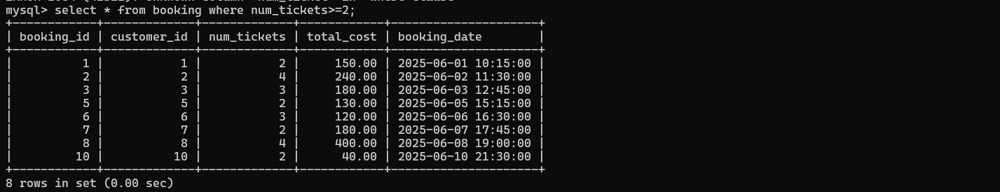 mysql> select * from booking where num_tickets>=2;
+------------+-------------+-------------+------------+---------------------+
| booking_id | customer_id | num_tickets | total_cost | booking_date        |
+------------+-------------+-------------+------------+---------------------+
|          1 |           1 |           2 |     150.00 | 2025-06-01 10:15:00 |
|          2 |           2 |           4 |     240.00 | 2025-06-02 11:30:00 |
|          3 |           3 |           3 |     180.00 | 2025-06-03 12:45:00 |
|          5 |           5 |           2 |     130.00 | 2025-06-05 15:15:00 |
|          6 |           6 |           3 |     120.00 | 2025-06-06 16:30:00 |
|          7 |           7 |           2 |     180.00 | 2025-06-07 17:45:00 |
|          8 |           8 |           4 |     400.00 | 2025-06-08 19:00:00 |
|         10 |          10 |           2 |      40.00 | 2025-06-10 21:30:00 |
+------------+-------------+-------------+------------+---------------------+
8 rows in set (0.00 sec)